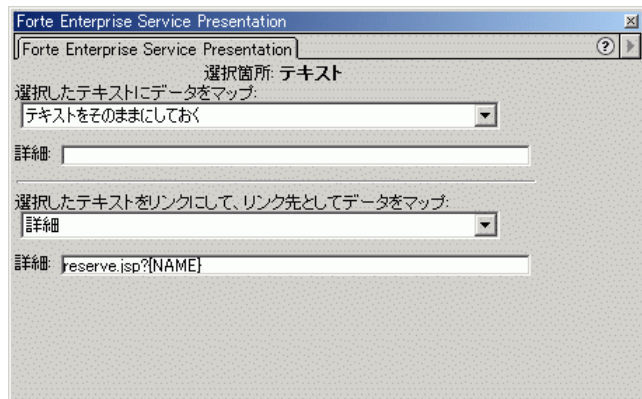 Forte Enterprise Service Presentation
Forte Enterprise Service Presentation
選択箇所: テキスト
選択したテキストにデータをマップ:
テキストをそのままにしておく
詳細:
選択したテキストをリンクにして、リンク先としてデータをマップ:
詳細
詳細: reserve.jsp?{NAME}